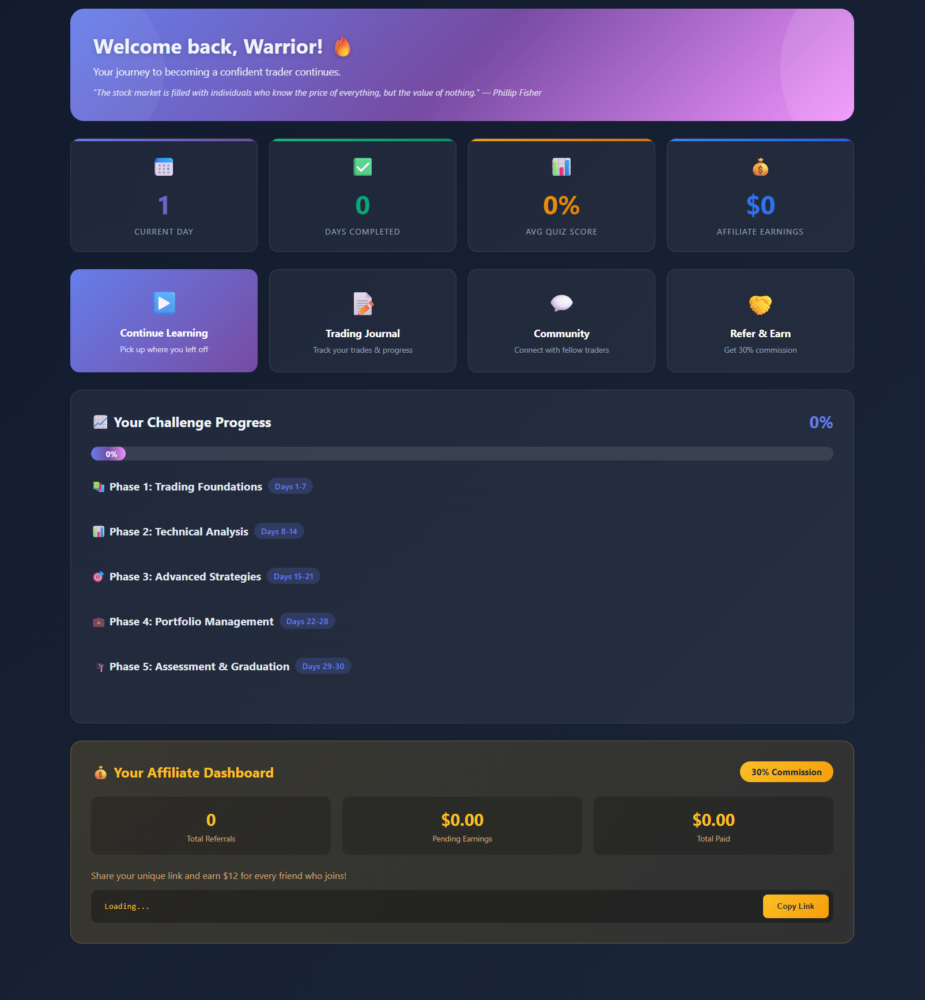 Welcome back, Warrior! 🔥
Your journey to becoming a confident trader continues.
"The stock market is filled with individuals who know the price of everything, but the value of nothing." — Phillip Fisher
1
CURRENT DAY
0
DAYS COMPLETED
0%
AVG QUIZ SCORE
$0
AFFILIATE EARNINGS
Continue Learning
Pick up where you left off
Trading Journal
Track your trades & progress
Community
Connect with fellow traders
Refer & Earn
Get 30% commission
Your Challenge Progress
0%
0%
Phase 1: Trading Foundations Days 1-7
Phase 2: Technical Analysis Days 8-14
Phase 3: Advanced Strategies Days 15-21
Phase 4: Portfolio Management Days 22-28
Phase 5: Assessment & Graduation Days 29-30
Your Affiliate Dashboard
30% Commission
0
Total Referrals
$0.00
Pending Earnings
$0.00
Total Paid
Share your unique link and earn $12 for every friend who joins!
Loading...
Copy Link